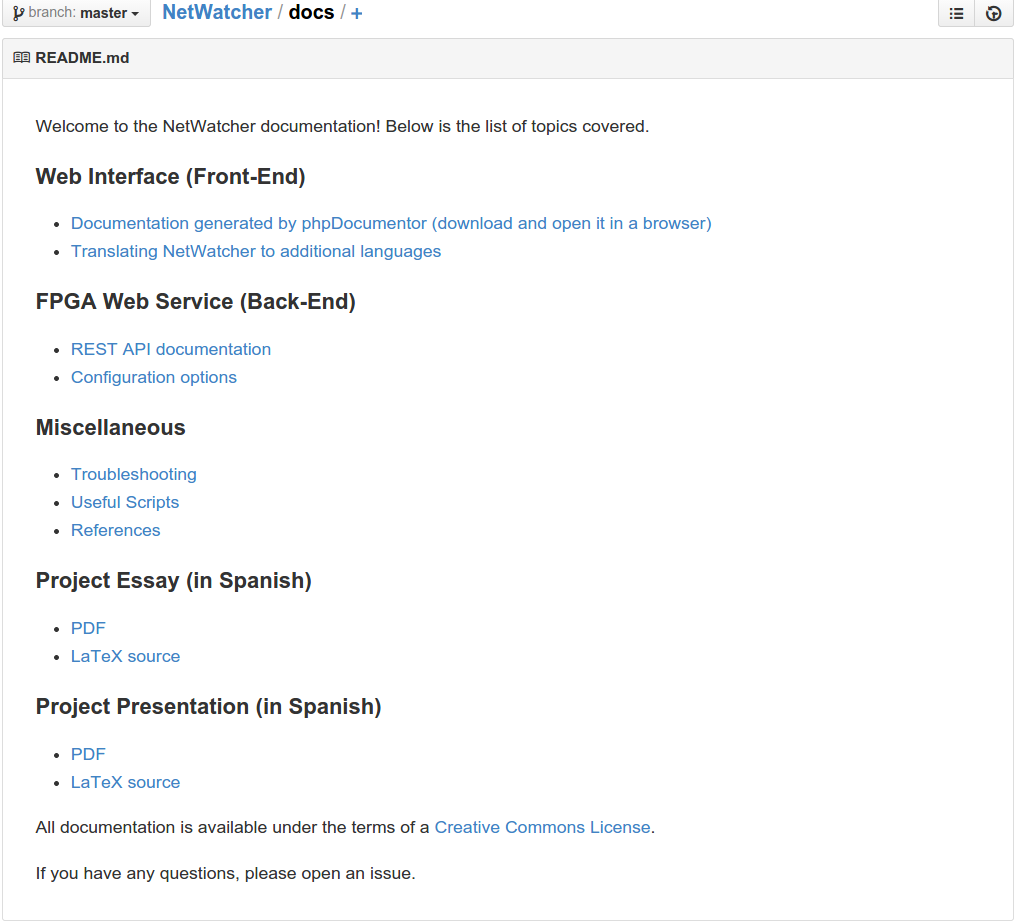 branch: master NetWatcher / docs / +
README.md
Welcome to the NetWatcher documentation! Below is the list of topics covered.
Web Interface (Front-End)
• Documentation generated by phpDocumentor (download and open it in a browser)
• Translating NetWatcher to additional languages
FPGA Web Service (Back-End)
• REST API documentation
• Configuration options
Miscellaneous
• Troubleshooting
• Useful Scripts
• References
Project Essay (in Spanish)
• PDF
• LaTeX source
Project Presentation (in Spanish)
• PDF
• LaTeX source
All documentation is available under the terms of a Creative Commons License.
If you have any questions, please open an issue.